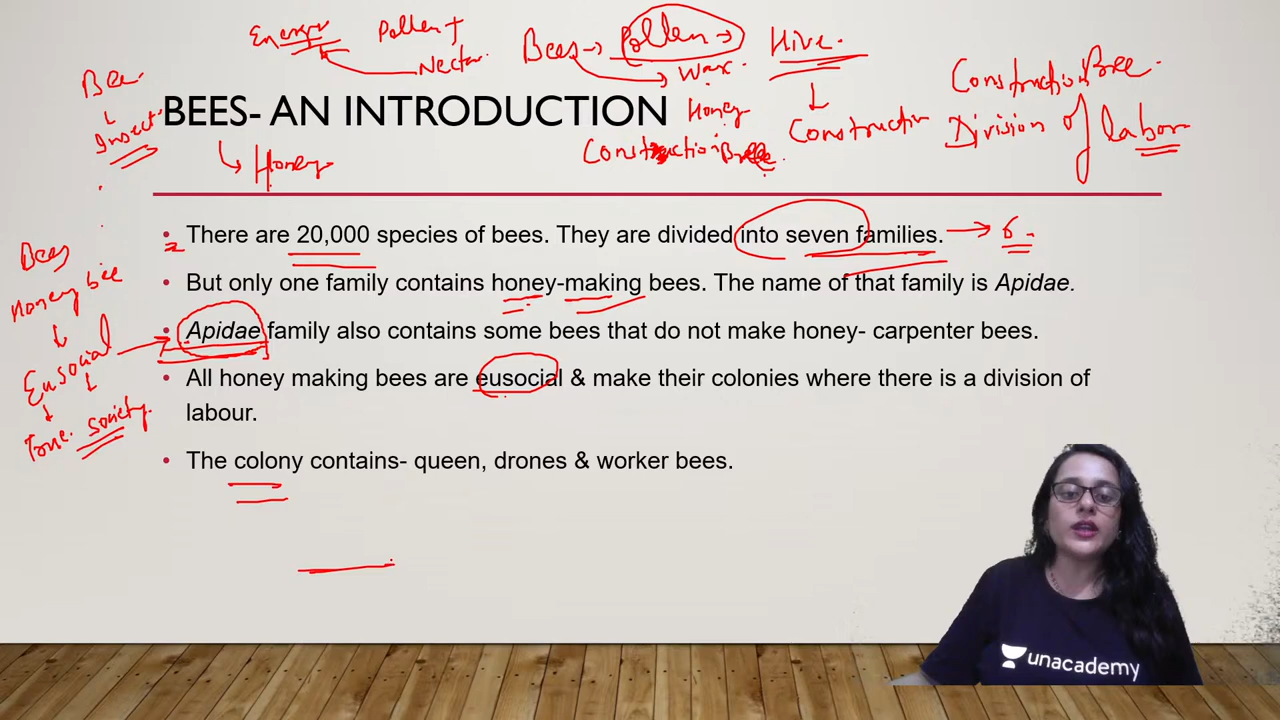 Energy Pollen +
Nectar
Bees → Pollen → Hive.
Wax.
Honey
Construction Bree.
Construction
Construction Bree.
Division of labor
Bee.
Insect.
BEES- AN INTRODUCTION
Honey
There are 20,000 species of bees. They are divided into seven families. → 6.
But only one family contains honey-making bees. The name of that family is Apidae.
Apidae family also contains some bees that do not make honey- carpenter bees.
All honey making bees are eusocial & make their colonies where there is a division of
labour.
The colony contains- queen, drones & worker bees.
Bees
Honey bee
Eusocial
True. society.
unacademy